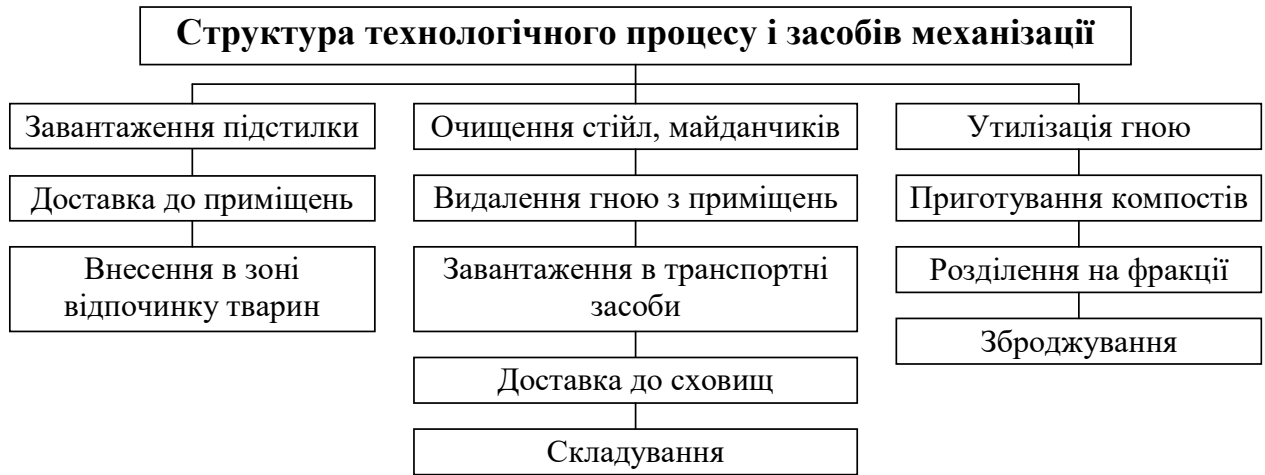 Структура технологічного процесу і засобів механізації
Завантаження підстилки
Доставка до приміщень
Внесення в зоні
відпочинку тварин
Очищення стійл, майданчиків
Видалення гною з приміщень
Завантаження в транспортні
засоби
Доставка до сховищ
Складування
Утилізація гною
Приготування компостів
Розділення на фракції
Зброджування